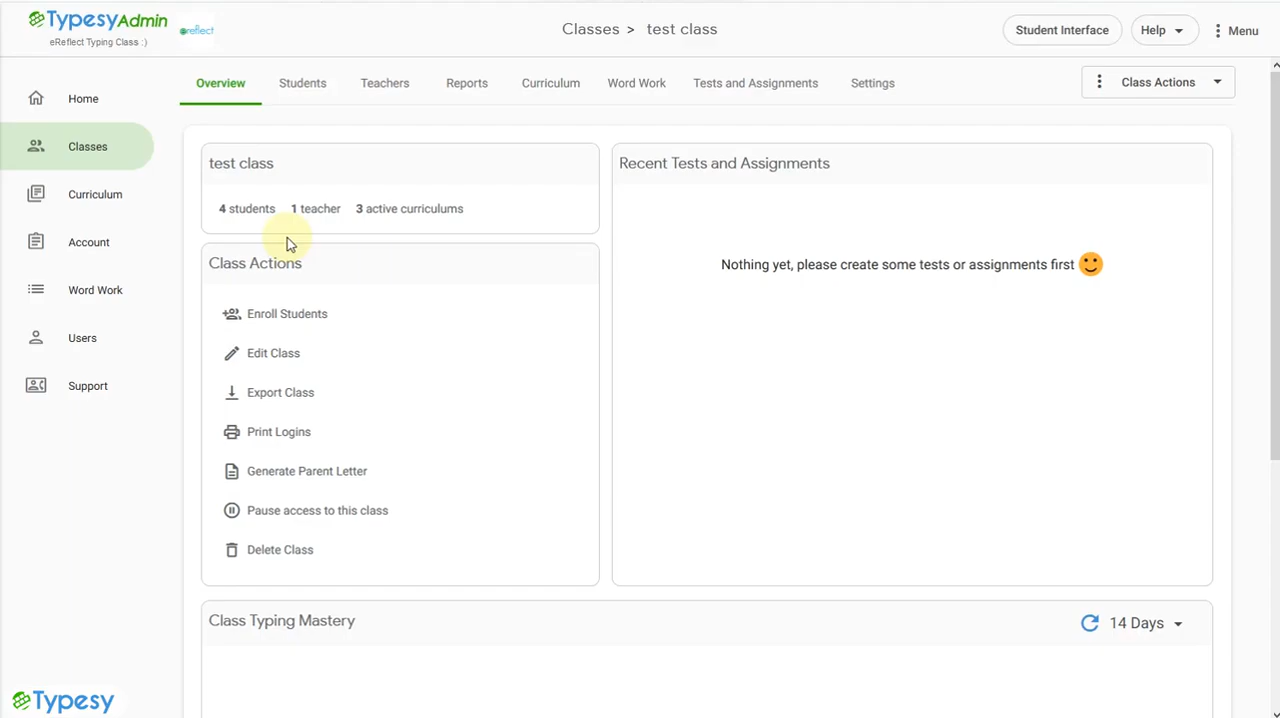 TypesyAdmin
eReflect Typing Class :)
ereflect
Classes > test class
Student Interface
Help
Menu
Home
Classes
Curriculum
Account
Word Work
Users
Support
Overview
Students
Teachers
Reports
Curriculum
Word Work
Tests and Assignments
Settings
Class Actions
test class
4 students 1 teacher 3 active curriculums
Class Actions
Enroll Students
Edit Class
Export Class
Print Logins
Generate Parent Letter
Pause access to this class
Delete Class
Recent Tests and Assignments
Nothing yet, please create some tests or assignments first
Class Typing Mastery
14 Days
Typesy